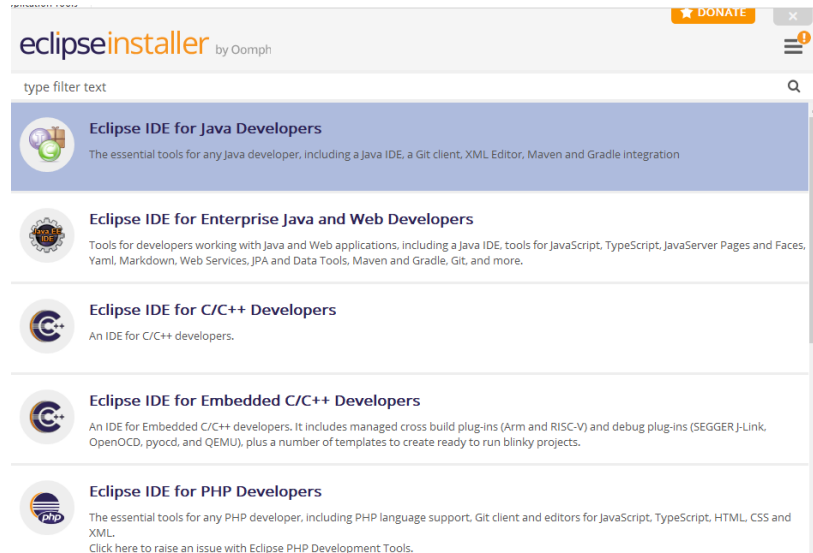 DONATE
eclipseinstaller by Oomph
type filter text
Eclipse IDE for Java Developers
The essential tools for any Java developer, including a Java IDE, a Git client, XML Editor, Maven and Gradle integration
Java EE
IDE
Eclipse IDE for Enterprise Java and Web Developers
Tools for developers working with Java and Web applications, including a Java IDE, tools for JavaScript, TypeScript, JavaServer Pages and Faces,
Yaml, Markdown, Web Services, JPA and Data Tools, Maven and Gradle, Git, and more.
C++
Eclipse IDE for C/C++ Developers
An IDE for C/C++ developers.
C++
Eclipse IDE for Embedded C/C++ Developers
An IDE for Embedded C/C++ developers. It includes managed cross build plug-ins (Arm and RISC-V) and debug plug-ins (SEGGER J-Link,
OpenOCD, pyocd, and QEMU), plus a number of templates to create ready to run blinky projects.
php
Eclipse IDE for PHP Developers
The essential tools for any PHP developer, including PHP language support, Git client and editors for JavaScript, TypeScript, HTML, CSS and
XML.
Click here to raise an issue with Eclipse PHP Development Tools.